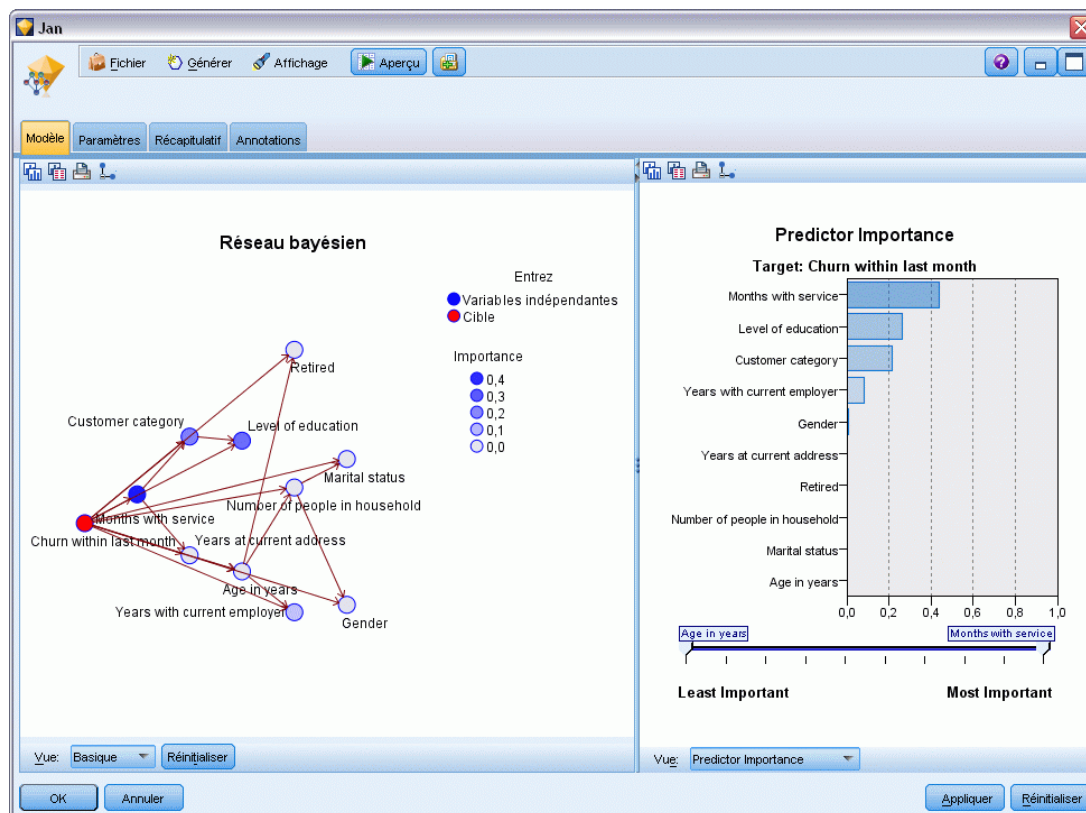 Jan
Fichier Générer Affichage Aperçu
Modèle Paramètres Récapitulatif Annotations
Réseau bayésien
Entrez
Variables indépendantes
Cible
Importance
0,4
0,3
0,2
0,1
0,0
Retired
Customer category
Level of education
Marital status
Number of people in household
Months with service
Churn within last month
Years at current address
Age in years
Years with current employer
Gender
Vue: Basique Réinitialiser
Predictor Importance
Target: Churn within last month
Months with service
Level of education
Customer category
Years with current employer
Gender
Years at current address
Retired
Number of people in household
Marital status
Age in years
0,0 0,2 0,4 0,6 0,8 1,0
Age in years Months with service
Least Important Most Important
Vue: Predictor Importance
OK Annuler Appliquer Réinitialiser